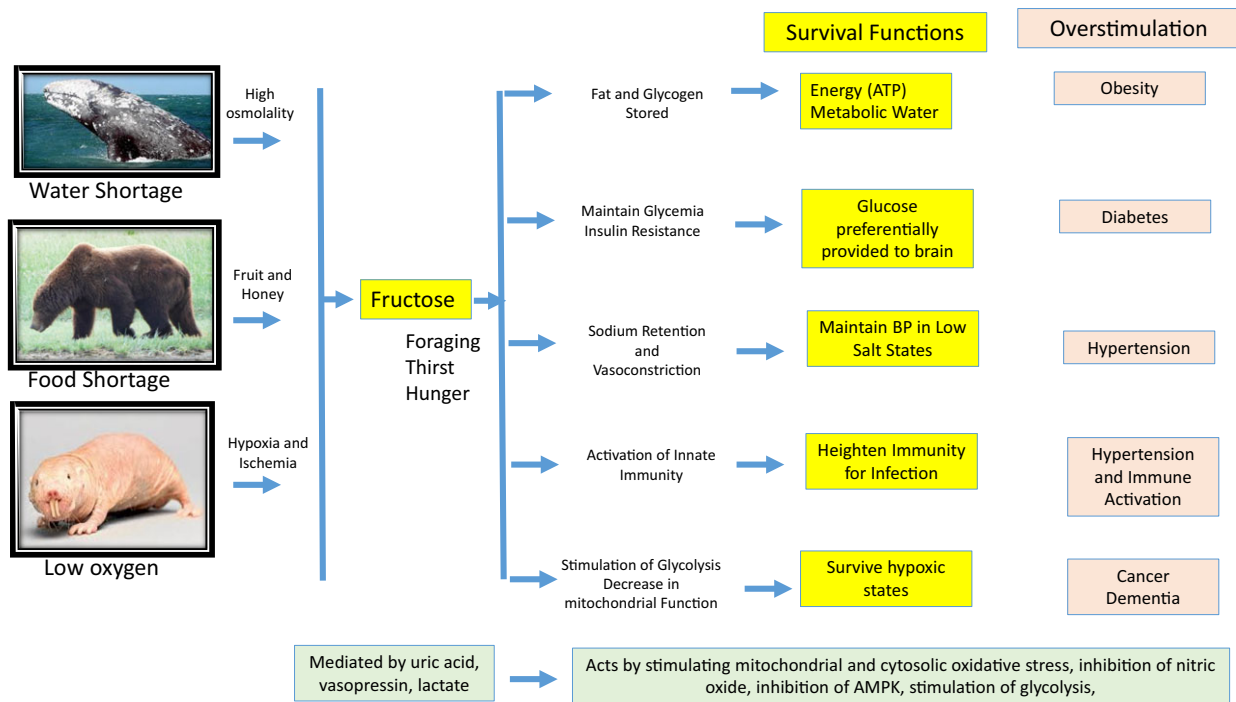 Survival Functions
Overstimulation
High
osmolality
Water Shortage
Fruit and
Honey
Food Shortage
Hypoxia and
Ischemia
Low oxygen
Fructose
Foraging
Thirst
Hunger
Fat and Glycogen
Stored
Energy (ATP)
Metabolic Water
Obesity
Maintain Glycemia
Insulin Resistance
Glucose
preferentially
provided to brain
Diabetes
Sodium Retention
and
Vasoconstriction
Maintain BP in Low
Salt States
Hypertension
Activation of Innate
Immunity
Heighten Immunity
for Infection
Hypertension
and Immune
Activation
Stimulation of Glycolysis
Decrease in
mitochondrial Function
Survive hypoxic
states
Cancer
Dementia
Mediated by uric acid,
vasopressin, lactate
Acts by stimulating mitochondrial and cytosolic oxidative stress, inhibition of nitric
oxide, inhibition of AMPK, stimulation of glycolysis,